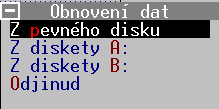 Obnovení dat
Z pevného disku
Z diskety A:
Z diskety B:
Odjinud